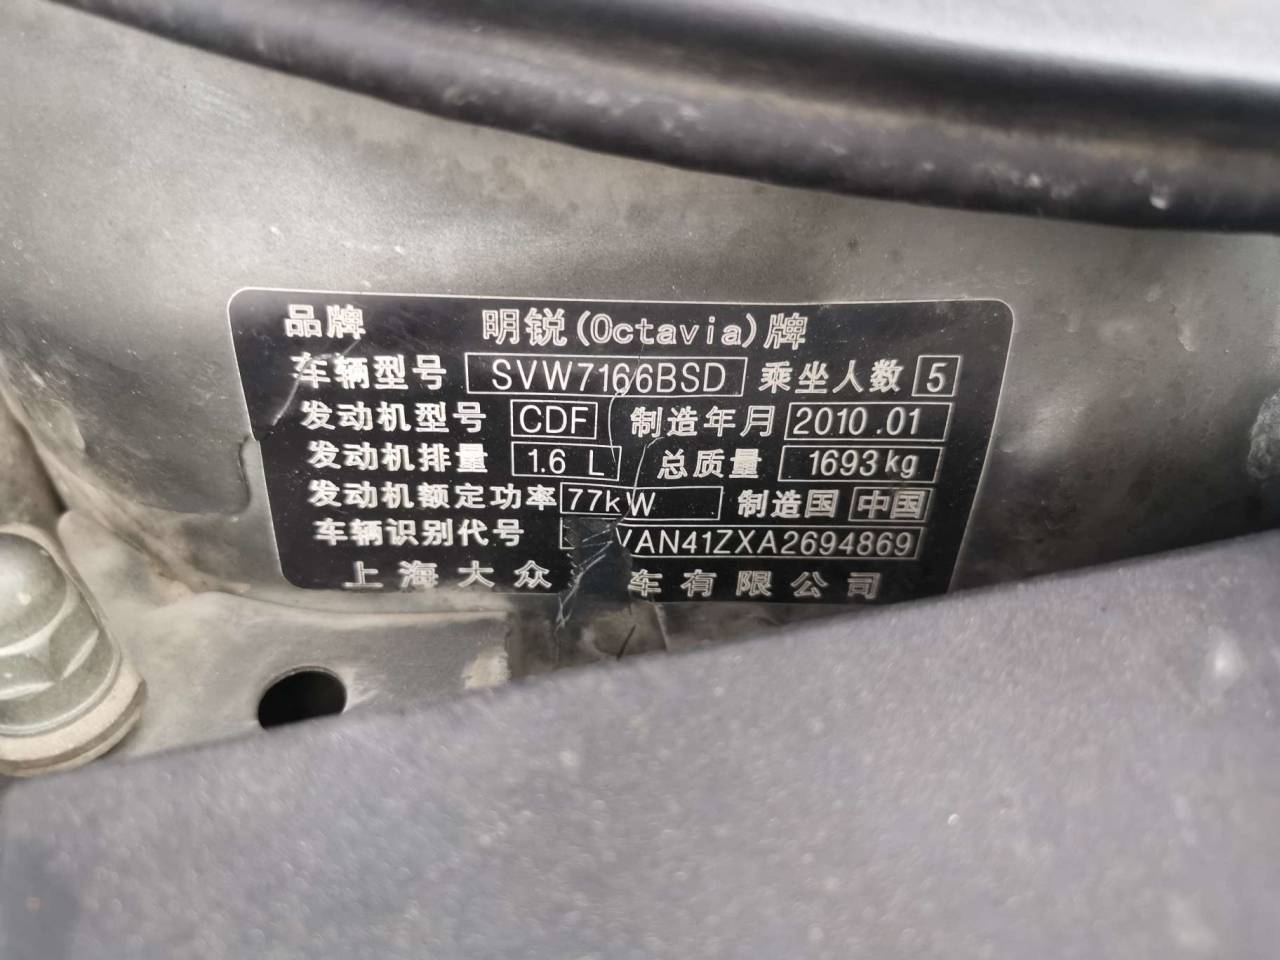 品牌 明锐(Octavia)牌
车辆型号 SVW7166BSD 乘坐人数 5
发动机型号 CDF 制造年月 2010.01
发动机排量 1.6 L 总质量 1693kg
发动机额定功率 77kW 制造国 中国
车辆识别代号 AN41ZXA2694869
上海大众 车有限公司